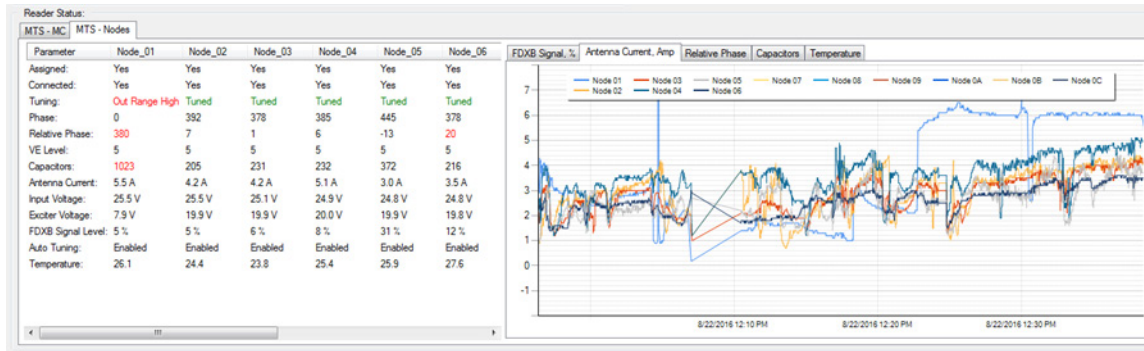 Reader Status:
MTS - MC MTS - Nodes
Parameter Node_01 Node_02 Node_03 Node_04 Node_05 Node_06
Assigned: Yes Yes Yes Yes Yes Yes
Connected: Yes Yes Yes Yes Yes Yes
Tuning: Out Range High Tuned Tuned Tuned Tuned Tuned
Phase: 0 392 378 385 445 378
Relative Phase: 380 7 1 6 -13 20
VE Level: 5 5 5 5 5 5
Capacitors: 1023 205 231 232 372 216
Antenna Current: 5.5 A 4.2 A 4.2 A 5.1 A 3.0 A 3.5 A
Input Voltage: 25.5 V 25.5 V 25.1 V 24.9 V 24.8 V 24.8 V
Exciter Voltage: 7.9 V 19.9 V 19.9 V 20.0 V 19.9 V 19.8 V
FDXB Signal Level: 5 % 5 % 6 % 8 % 31 % 12 %
Auto Tuning: Enabled Enabled Enabled Enabled Enabled Enabled
Temperature: 26.1 24.4 23.8 25.4 25.9 27.6
FDXB Signal, % Antenna Current, Amp Relative Phase Capacitors Temperature
Node 01 Node 03 Node 05 Node 07 Node 08 Node 09 Node 0A Node 0B Node 0C
Node 02 Node 04 Node 06
7
6
5
4
3
2
1
0
-1
8/22/2016 12:10 PM 8/22/2016 12:20 PM 8/22/2016 12:30 PM